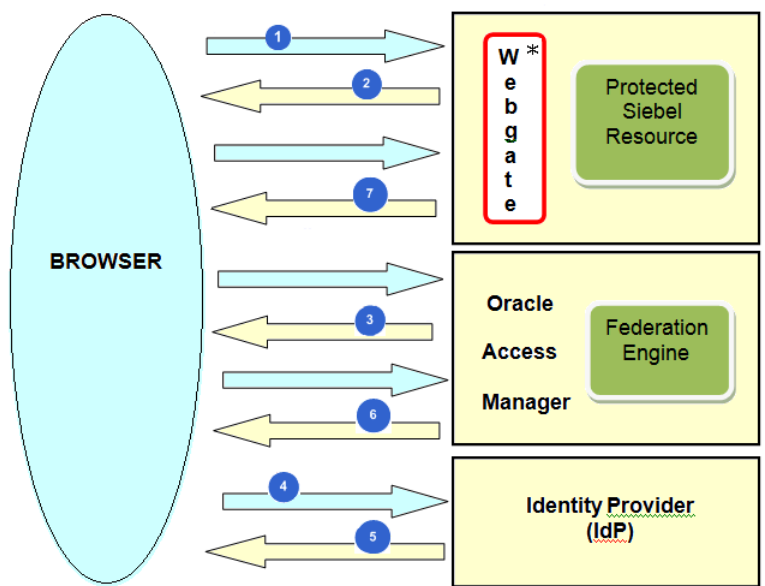 1
W *
e
b
g
a
t
e
Protected
Siebel
Resource
2
7
BROWSER
Oracle
Access
Manager
Federation
Engine
3
6
4
Identity Provider
(IdP)
5